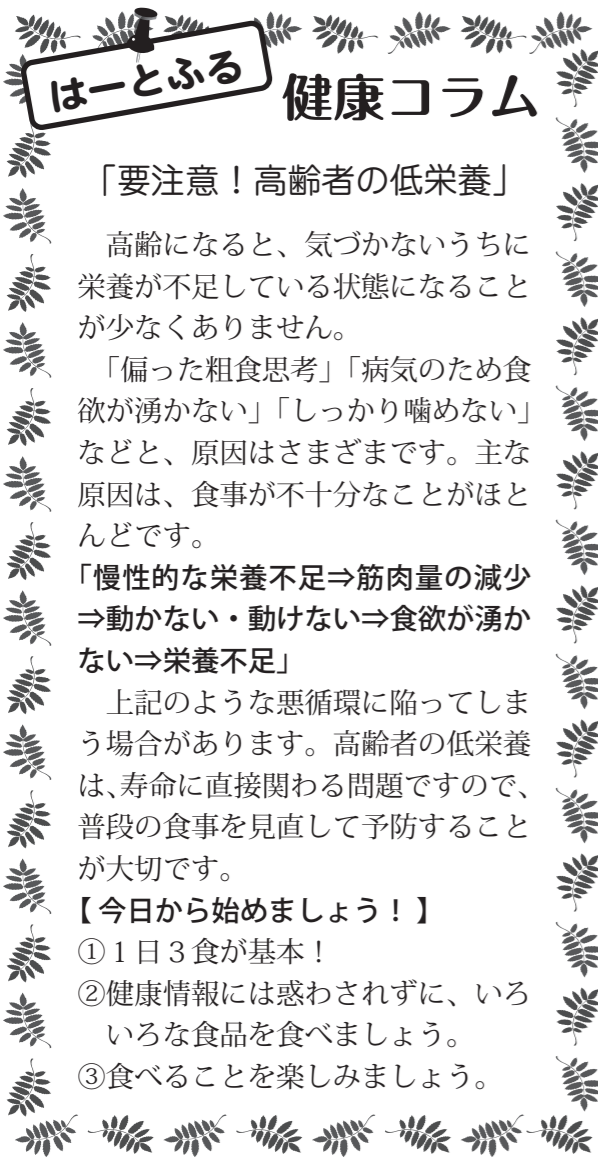 はーとふる
健康コラム
「要注意！高齢者の低栄養」
高齢になると、気づかないうちに
栄養が不足している状態になること
が少なくありません。
「偏った粗食思考」「病気のため食
欲が湧かない」「しっかり噛めない」
などと、原因はさまざまです。主な
原因は、食事が不十分なことがほと
んどです。
「慢性的な栄養不足⇒筋肉量の減少
⇒動かない・動けない⇒食欲が湧か
ない⇒栄養不足」
上記のような悪循環に陥ってしま
う場合があります。高齢者の低栄養
は、寿命に直接関わる問題ですので、
普段の食事を見直して予防すること
が大切です。
【今日から始めましょう！】
①１日３食が基本！
②健康情報には惑わされずに、いろ
いろな食品を食べましょう。
③食べることを楽しみましょう。